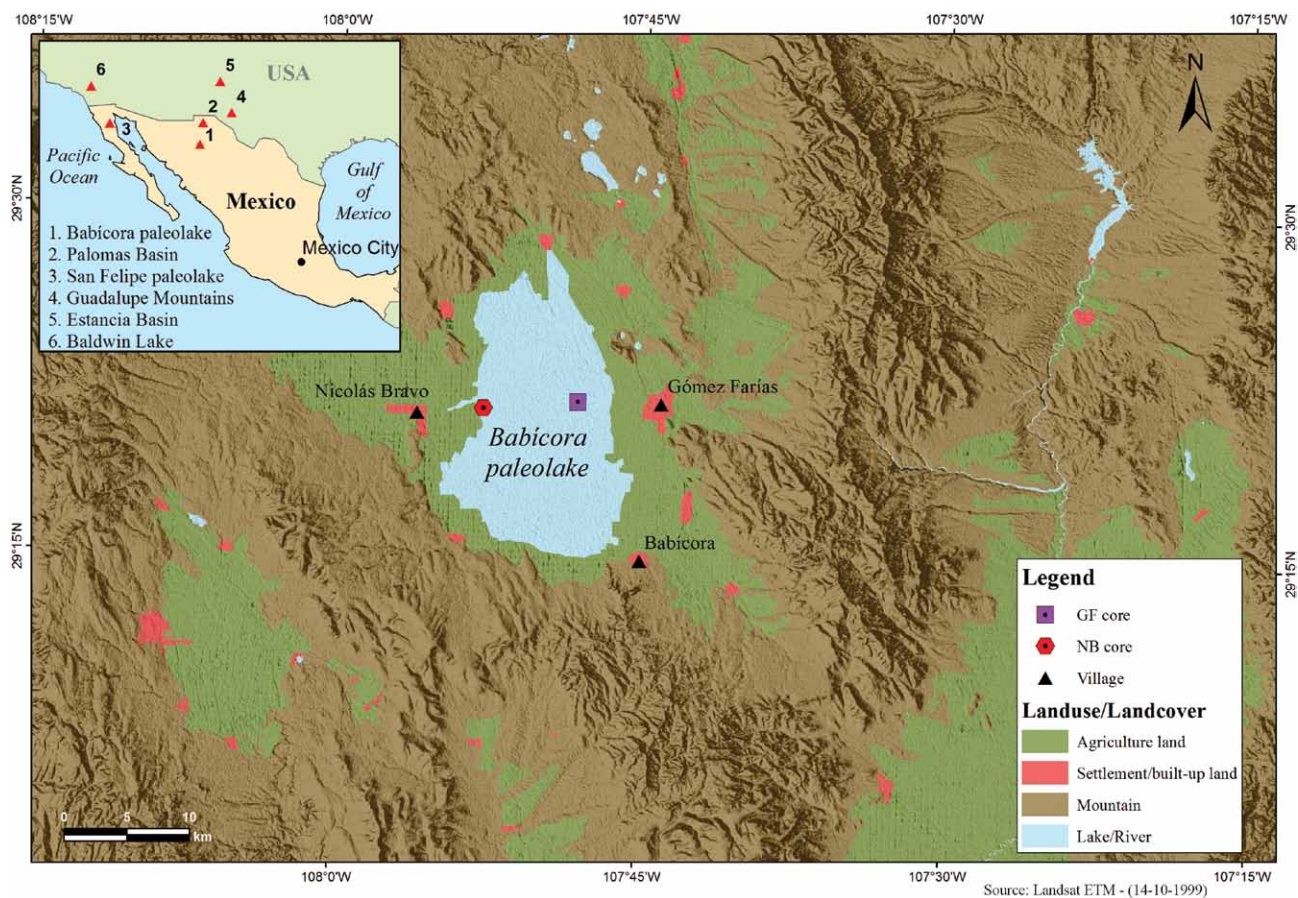 108°15'W
108°0'W
107°45'W
107°30'W
107°15'W
N
USA
6
5
4
2
3
1
Pacific
Ocean
Gulf
of
Mexico
Mexico
Mexico City
1. Babícora paleolake
2. Palomas Basin
3. San Felipe paleolake
4. Guadalupe Mountains
5. Estancia Basin
6. Baldwin Lake
29°30'N
29°30'N
Nicolás Bravo
Gómez Farías
Babícora
paleolake
Babícora
29°15'N
29°15'N
Legend
GF core
NB core
Village
Landuse/Landcover
Agriculture land
Settlement/built-up land
Mountain
Lake/River
0 5 10
km
108°0'W
107°45'W
107°30'W
107°15'W
Source: Landsat ETM - (14-10-1999)